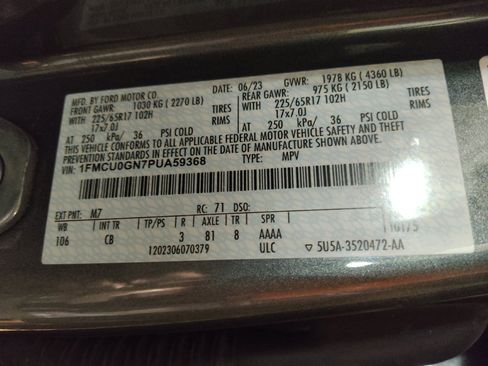 MFD. BY FORD MOTOR CO.
DATE: 06/23 GVWR: 1978 KG ( 4360 LB)
FRONT GAWR: 1030 KG ( 2270 LB) REAR GAWR: 975 KG ( 2150 LB)
WITH 225/65R17 102H TIRES WITH 225/65R17 102H TIRES
17x7.0J RIMS 17x7.0J RIMS
AT 250 kPa/ 36 PSI COLD AT 250 kPa/ 36 PSI COLD
THIS VEHICLE CONFORMS TO ALL APPLICABLE FEDERAL MOTOR VEHICLE SAFETY AND THEFT
PREVENTION STANDARDS IN EFFECT ON THE DATE OF MANUFACTURE SHOWN ABOVE.
VIN: 1FMCU0GN7PUA59368 TYPE: MPV
EXT PNT: M7 RC: 71 DSO:
WB INT TR TP/PS R AXLE TR SPR
106 CB 3 81 8 AAAA
1202306070379 ULC ▽ 5U5A-3520472-AA